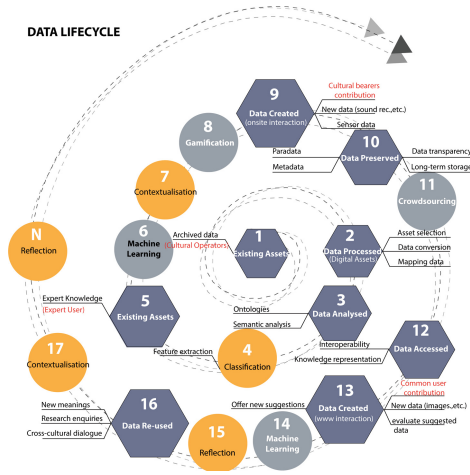 DATA LIFECYCLE
9
Data Created
(onsite interaction)
Cultural bearers
contribution
New data (sound rec.,etc.)
Sensor data
8
Gamification
10
Data Preserved
Paradata
Metadata
Data transparency
Long-term storage
7
Contextualisation
11
Crowdsourcing
6
Machine
Learning
Archived data
(Cultural Operators)
1
Existing Assets
2
Data Processed
(Digital Assets)
Asset selection
Data conversion
Mapping data
N
Reflection
Expert Knowledge
(Expert User)
5
Existing Assets
Ontologies
Semantic analysis
3
Data Analysed
Interoperability
Knowledge representation
12
Data Accessed
Feature extraction
4
Classification
17
Contextualisation
Common user
contribution
New data (images,.etc.)
evaluate suggested
data
13
Data Created
(www interaction)
Offer new suggestions
New meanings
Research enquiries
Cross-cultural dialogue
16
Data Re-used
15
Reflection
14
Machine
Learning